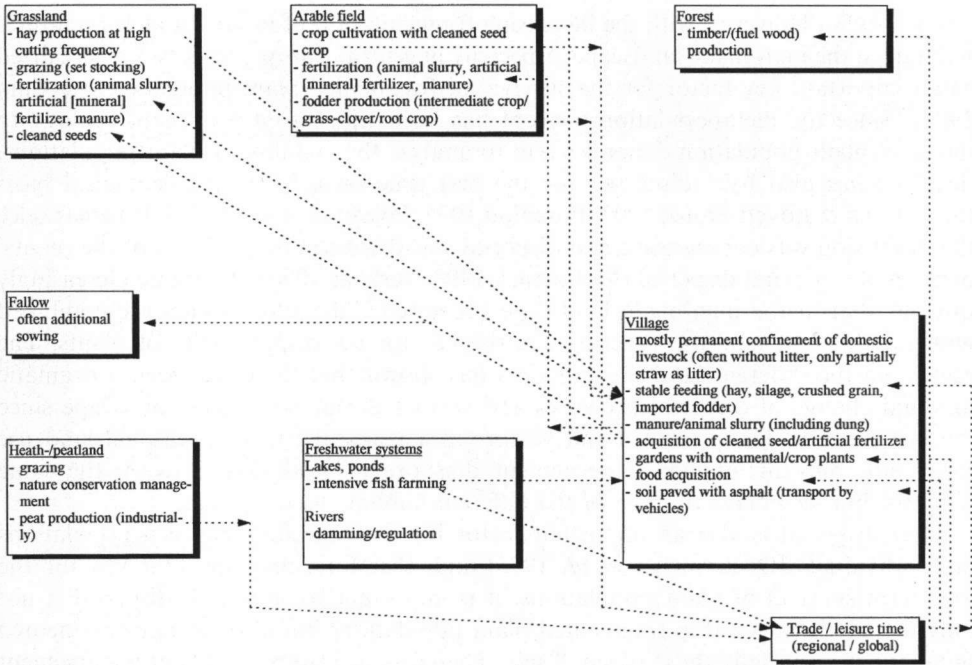 Grassland
- hay production at high
cutting frequency
- grazing (set stocking)
- fertilization (animal slurry,
artificial [mineral]
fertilizer, manure)
- cleaned seeds
Arable field
- crop cultivation with cleaned seed
- crop
- fertilization (animal slurry, artificial
[mineral] fertilizer, manure)
- fodder production (intermediate crop/
grass-clover/root crop)
Forest
- timber/(fuel wood)
production
Fallow
- often additional
sowing
Village
- mostly permanent confinement of domestic
livestock (often without litter, only partially
straw as litter)
- stable feeding (hay, silage, crushed grain,
imported fodder)
- manure/animal slurry (including dung)
- acquisition of cleaned seed/artificial fertilizer
- gardens with ornamental/crop plants
- food acquisition
- soil paved with asphalt (transport by
vehicles)
Heath-/peatland
- grazing
- nature conservation manage-
ment
- peat production (industrial-
ly)
Freshwater systems
Lakes, ponds
- intensive fish farming
Rivers
- damming/regulation
Trade / leisure time
(regional / global)